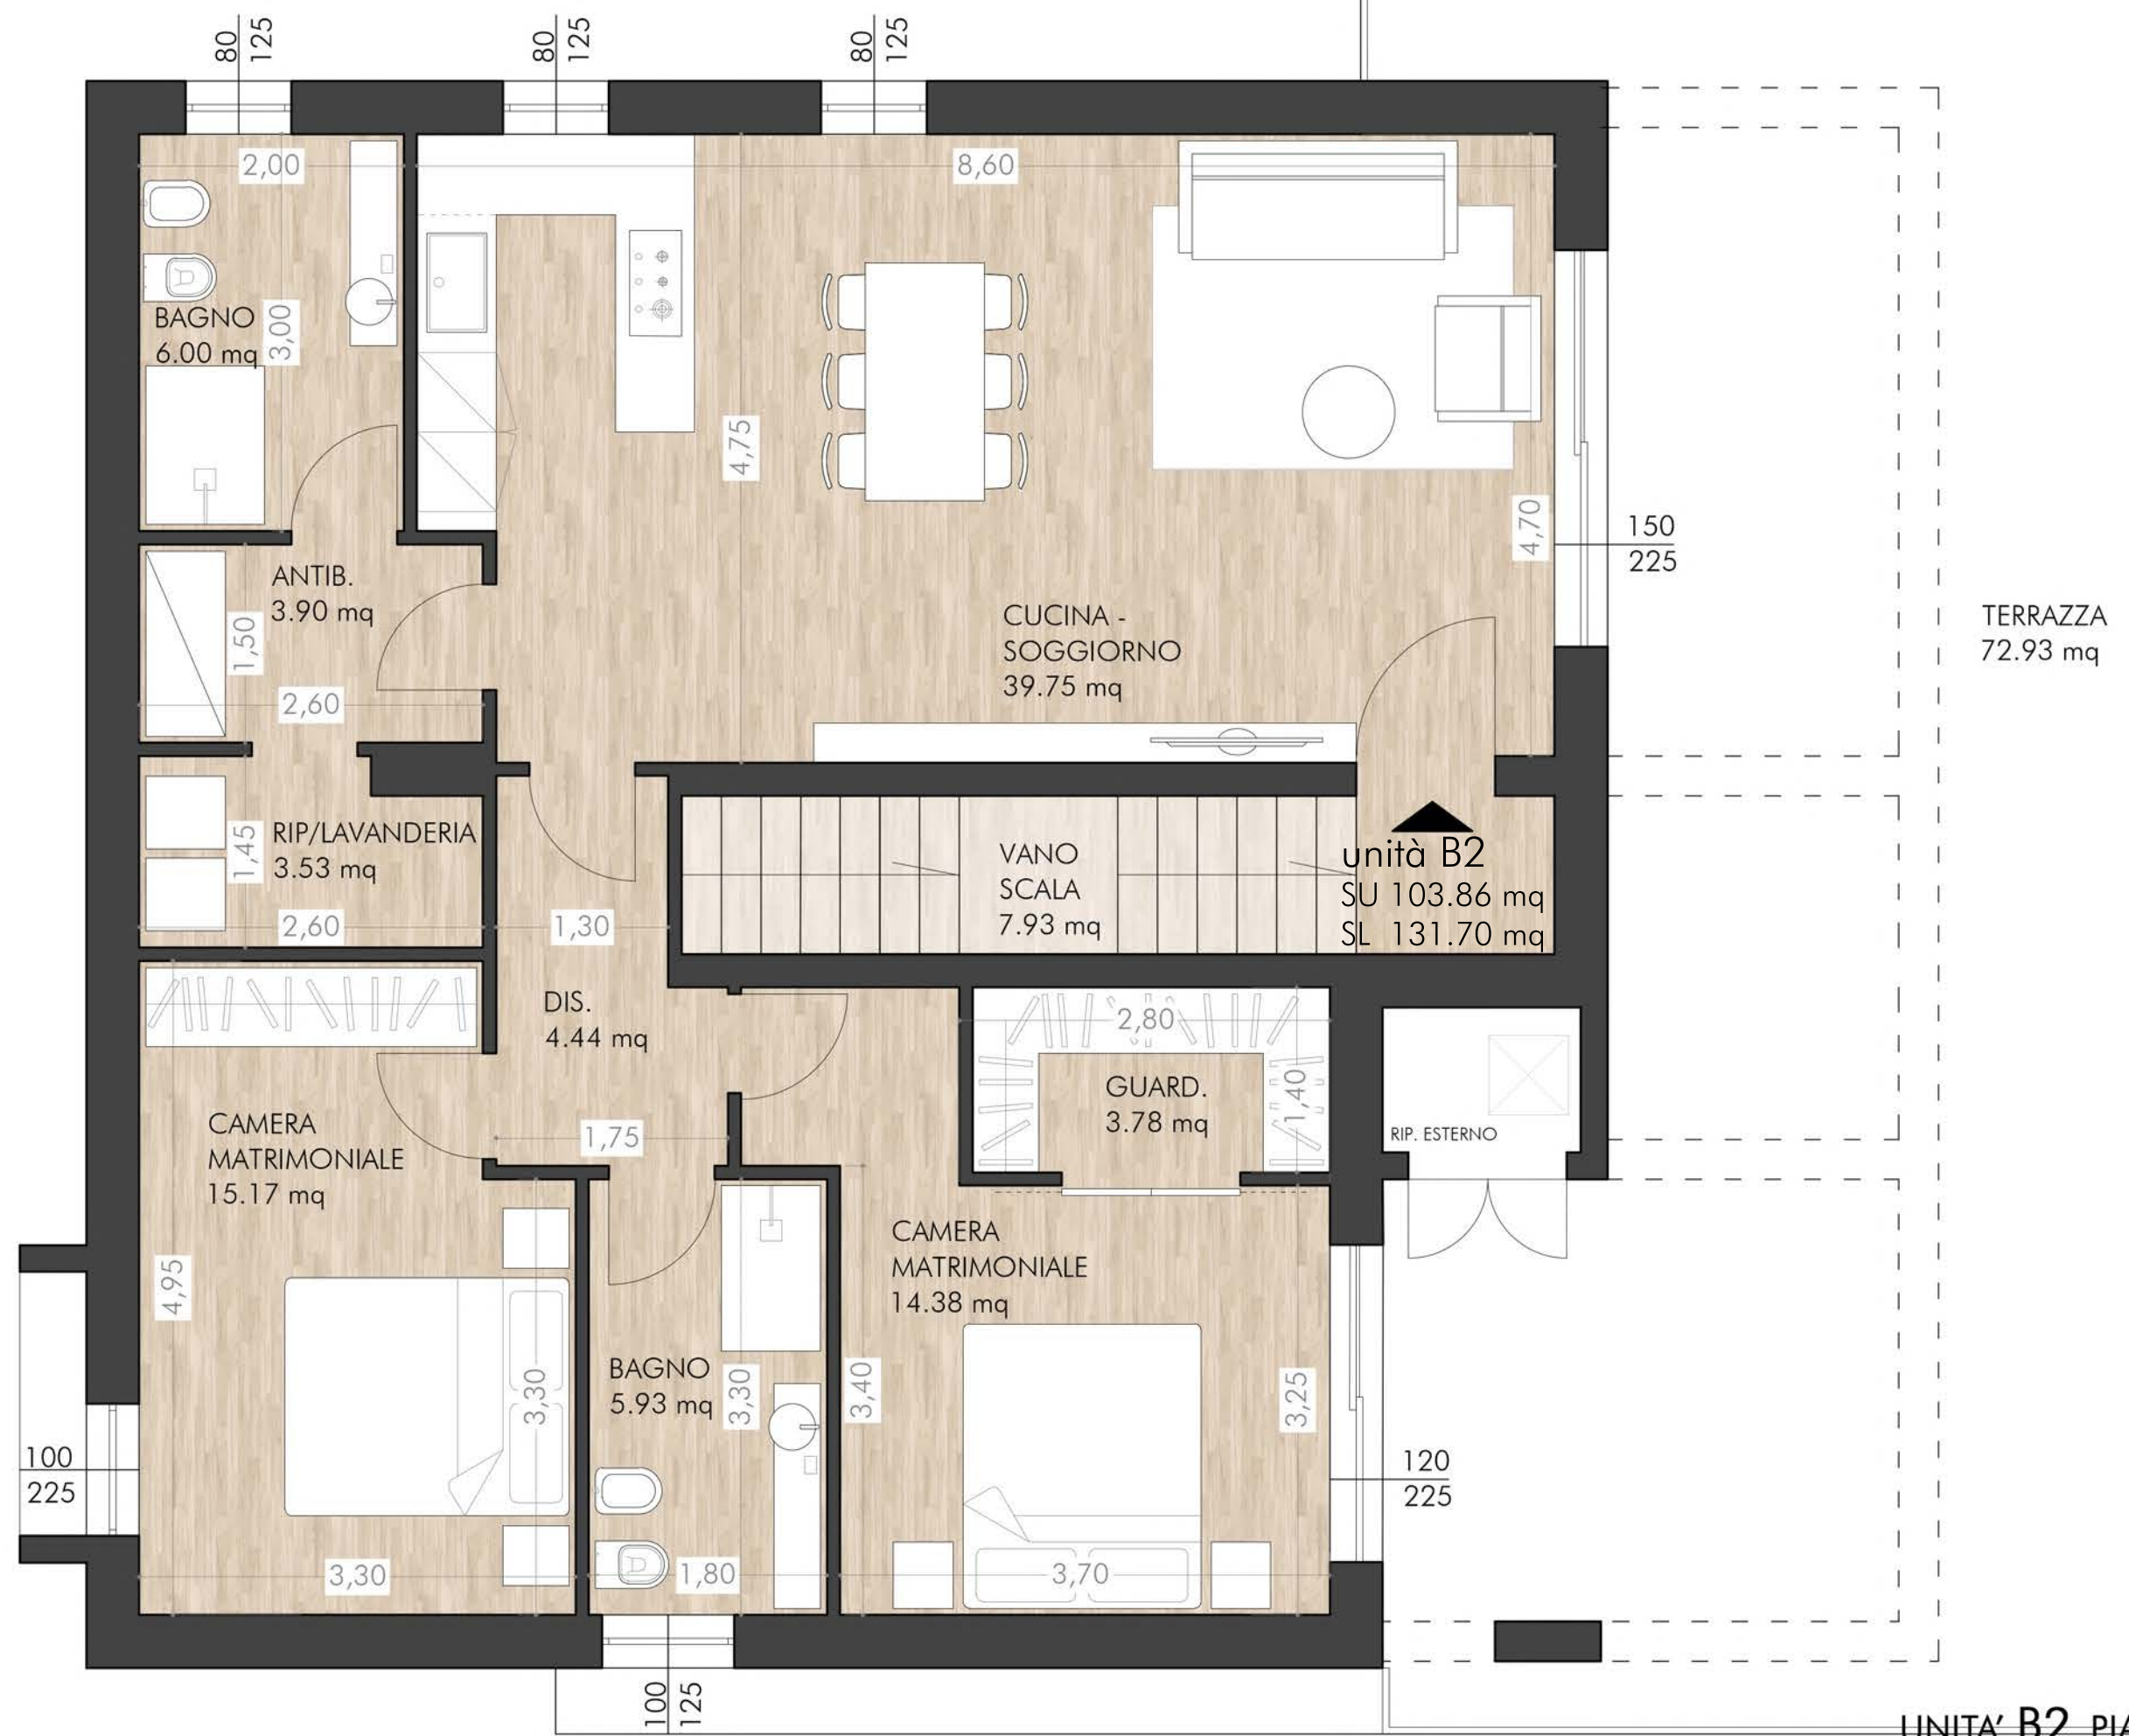 80
125
80
125
80
125
2,00
8,60
BAGNO
6.00 mq
3,00
4,75
4,70
150
225
ANTIB.
3.90 mq
1,50
2,60
CUCINA -
SOGGIORNO
39.75 mq
TERRAZZA
72.93 mq
RIP/LAVANDERIA
3.53 mq
1,45
2,60
1,30
VANO
SCALA
7.93 mq
unità B2
SU 103.86 mq
SL 131.70 mq
DIS.
4.44 mq
1,75
2,80
GUARD.
3.78 mq
1,40
RIP. ESTERNO
CAMERA
MATRIMONIALE
15.17 mq
4,95
3,30
3,30
CAMERA
MATRIMONIALE
14.38 mq
BAGNO
5.93 mq
3,30
3,40
3,25
1,80
3,70
100
225
120
225
100
125
UNITA' B2 PIA